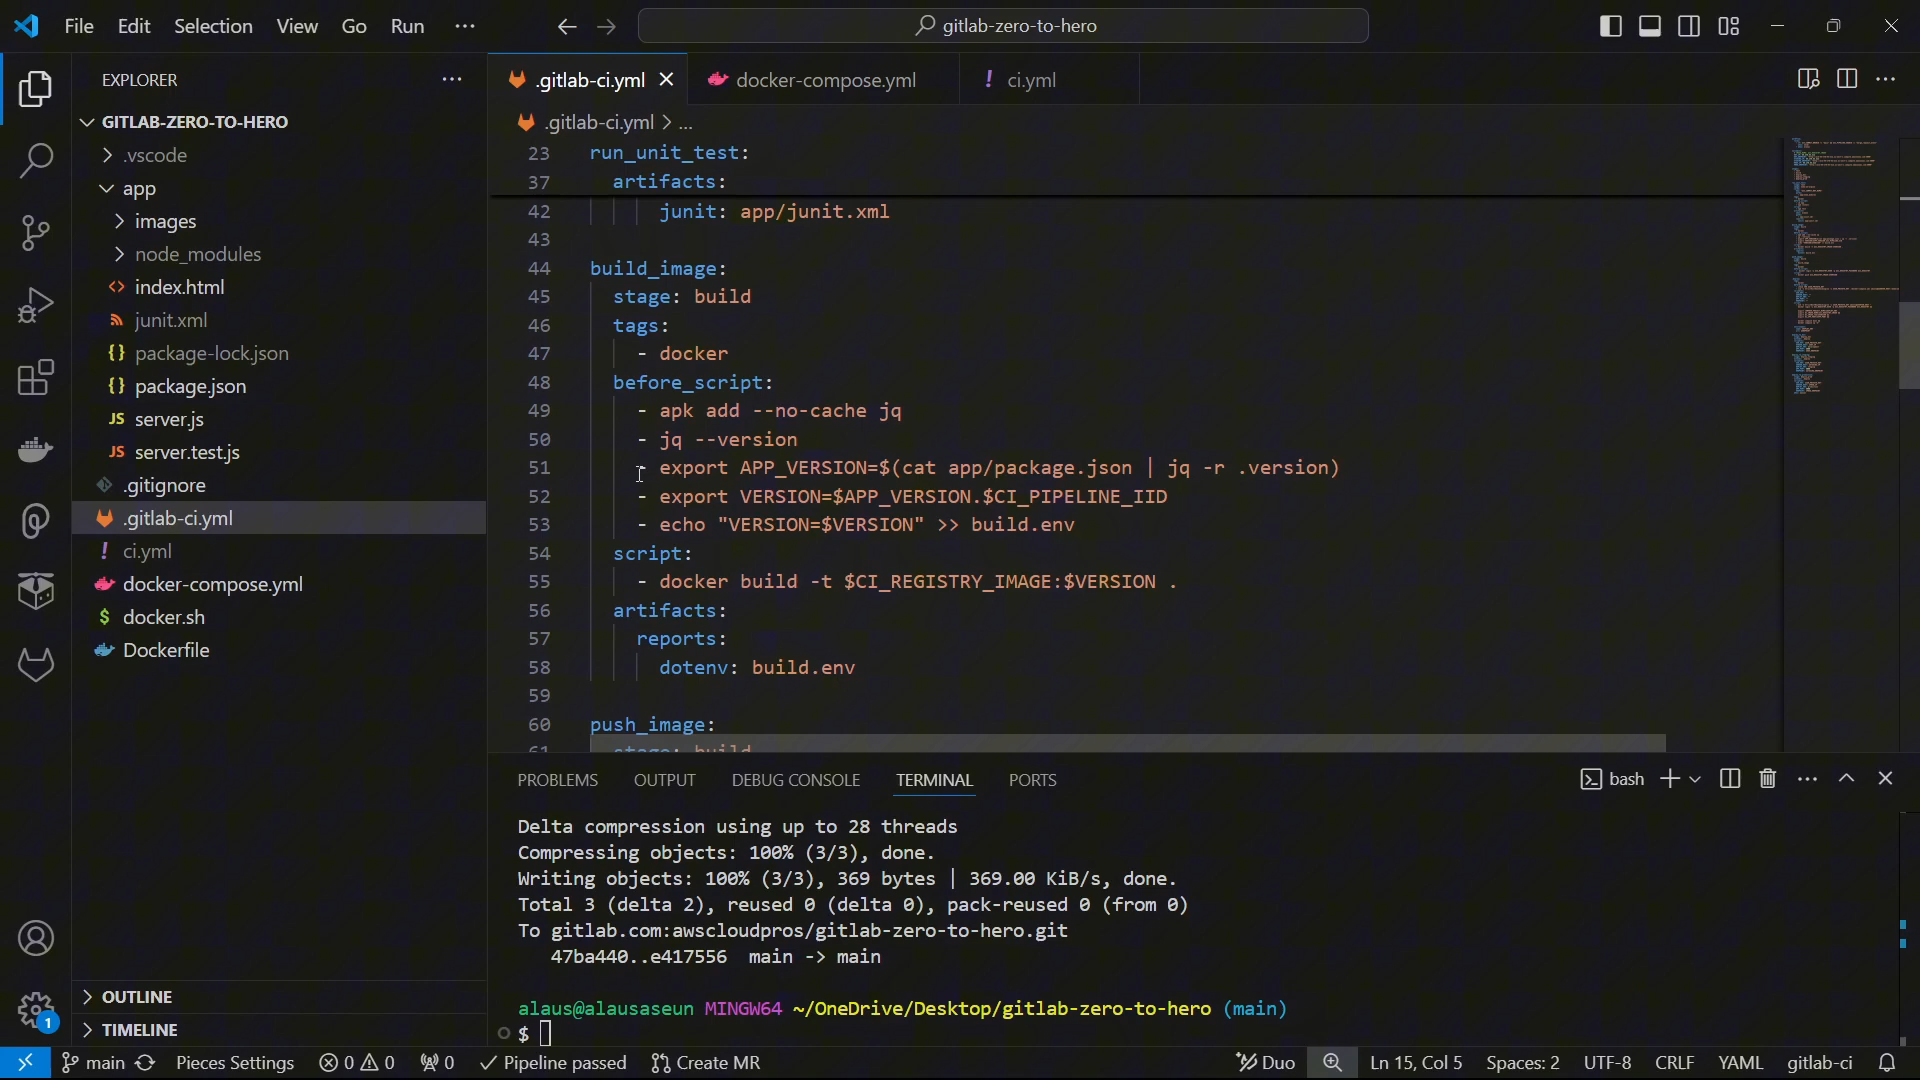 File Edit Selection View Go Run ···
gitlab-zero-to-hero
EXPLORER ···
GITLAB-ZERO-TO-HERO
.vscode
app
images
node_modules
<> index.html
junit.xml
{} package-lock.json
{} package.json
JS server.js
JS server.test.js
.gitignore
.gitlab-ci.yml
! ci.yml
docker-compose.yml
$ docker.sh
Dockerfile
OUTLINE
TIMELINE
1
.gitlab-ci.yml docker-compose.yml ! ci.yml
.gitlab-ci.yml > ...
23 run_unit_test:
37 artifacts:
42 junit: app/junit.xml
43
44 build_image:
45 stage: build
46 tags:
47 - docker
48 before_script:
49 - apk add --no-cache jq
50 - jq --version
51 - export APP_VERSION=$(cat app/package.json | jq -r .version)
52 - export VERSION=$APP_VERSION.$CI_PIPELINE_IID
53 - echo "VERSION=$VERSION" >> build.env
54 script:
55 - docker build -t $CI_REGISTRY_IMAGE:$VERSION .
56 artifacts:
57 reports:
58 dotenv: build.env
59
60 push_image:
61 stage: build
PROBLEMS OUTPUT DEBUG CONSOLE TERMINAL PORTS bash
Delta compression using up to 28 threads
Compressing objects: 100% (3/3), done.
Writing objects: 100% (3/3), 369 bytes | 369.00 KiB/s, done.
Total 3 (delta 2), reused 0 (delta 0), pack-reused 0 (from 0)
To gitlab.com:awscloudpros/gitlab-zero-to-hero.git
47ba440..e417556 main -> main
alaus@alausaseun MINGW64 ~/OneDrive/Desktop/gitlab-zero-to-hero (main)
$
main Pieces Settings 0 0 0 Pipeline passed Create MR Duo Ln 15, Col 5 Spaces: 2 UTF-8 CRLF YAML gitlab-ci